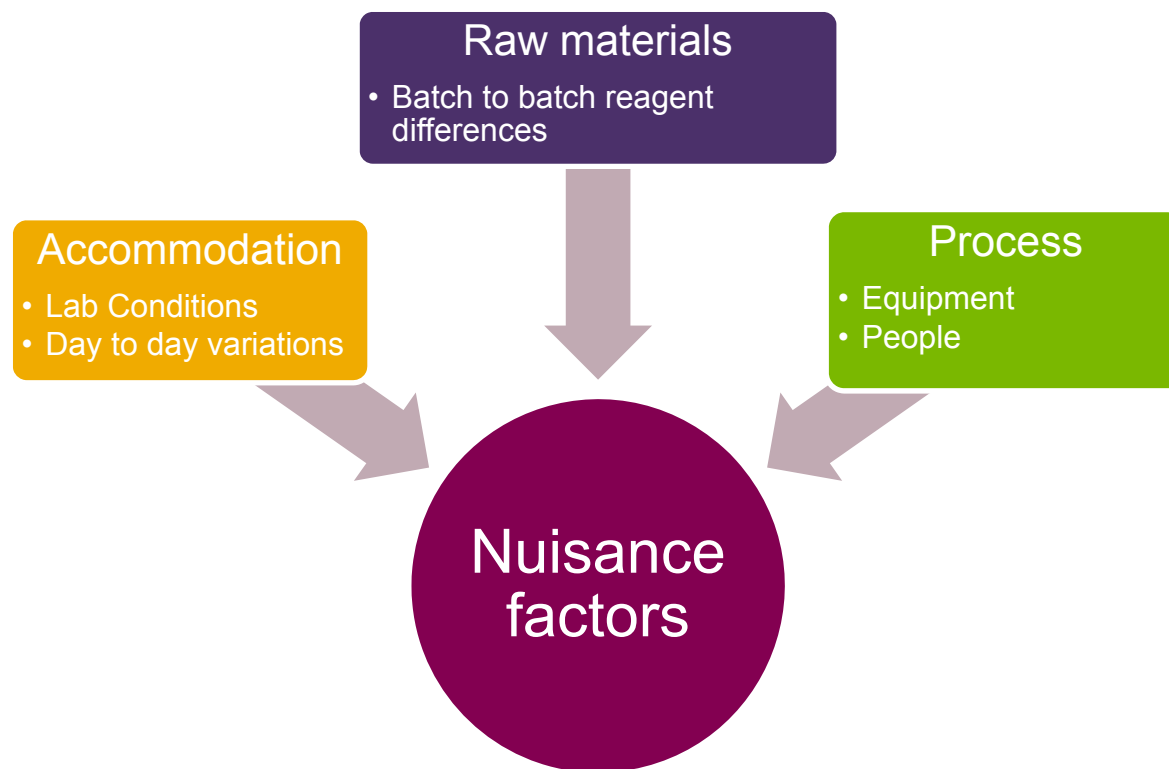 Raw materials
• Batch to batch reagent
differences
Accommodation
• Lab Conditions
• Day to day variations
Process
• Equipment
• People
Nuisance
factors